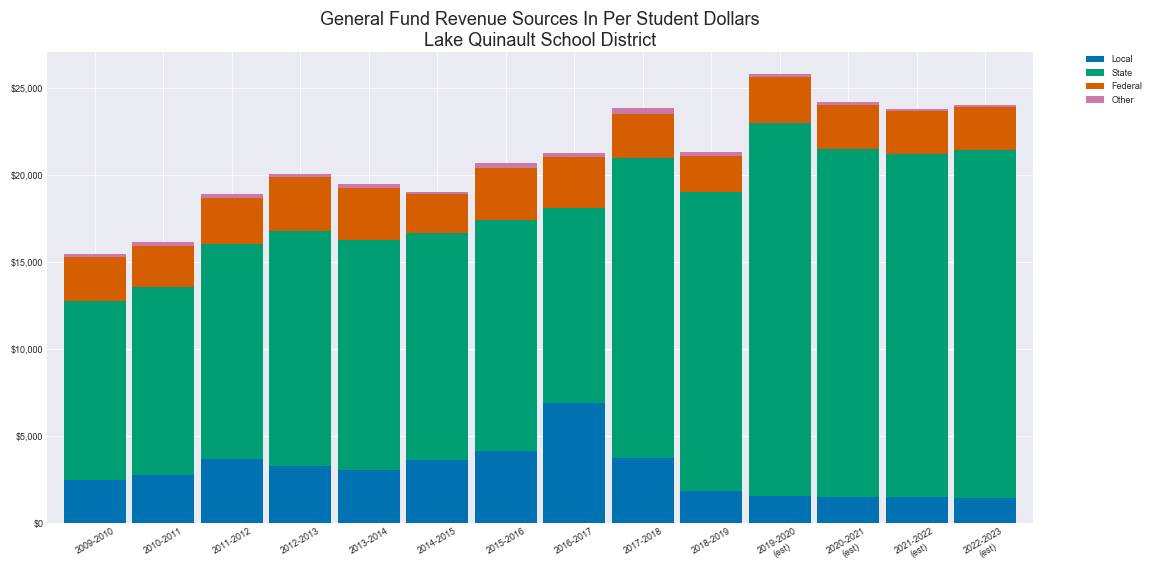 General Fund Revenue Sources In Per Student Dollars
Lake Quinault School District
Local
State
Federal
Other
$25,000
$20,000
$15,000
$10,000
$5,000
$0
2009-2010
2010-2011
2011-2012
2012-2013
2013-2014
2014-2015
2015-2016
2016-2017
2017-2018
2018-2019
2019-2020
(est)
2020-2021
(est)
2021-2022
(est)
2022-2023
(est)